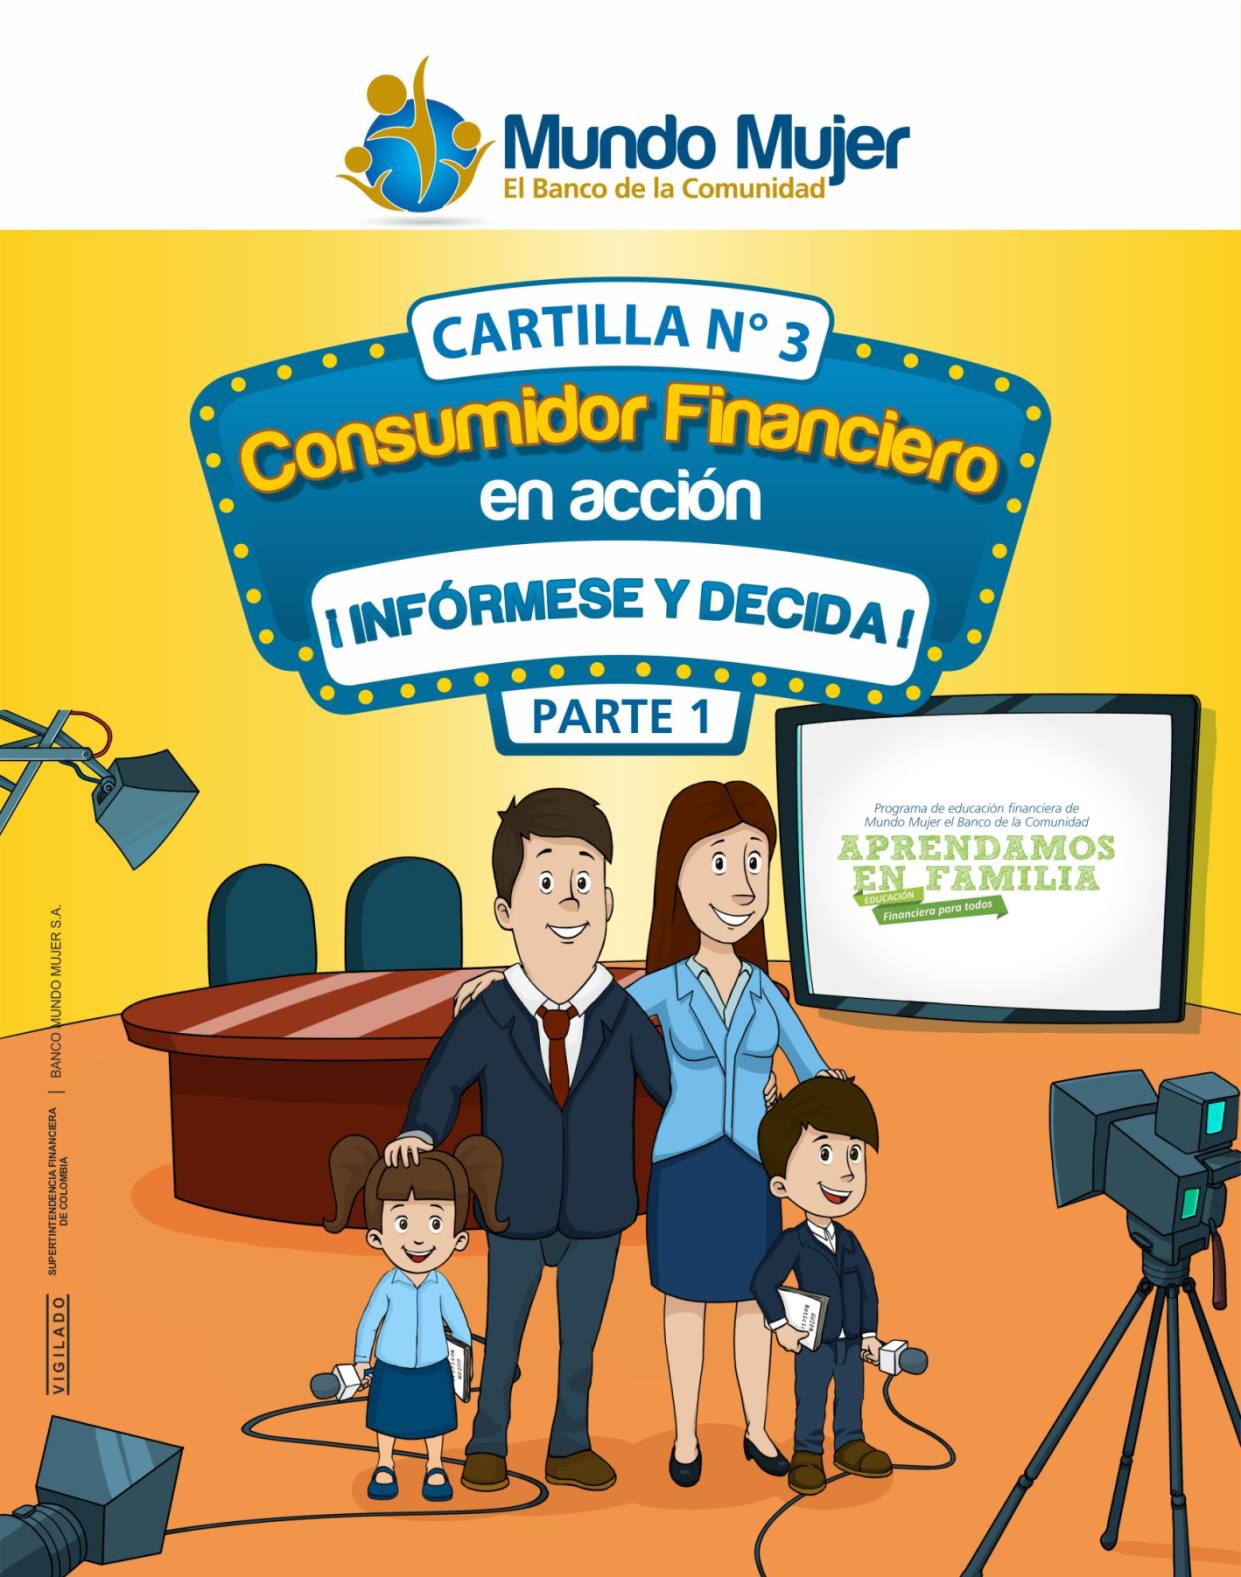 Mundo Mujer
El Banco de la Comunidad
CARTILLA N° 3
Consumidor Financiero
en acción
¡ INFÓRMESE Y DECIDA !
PARTE 1
Programa de educación financiera de
Mundo Mujer el Banco de la Comunidad
APRENDAMOS
EN FAMILIA
EDUCACIÓN
Financiera para todos
VIGILADO
SUPERTINTENDENCIA FINANCIERA
DE COLOMBIA
BANCO MUNDO MUJER S.A.